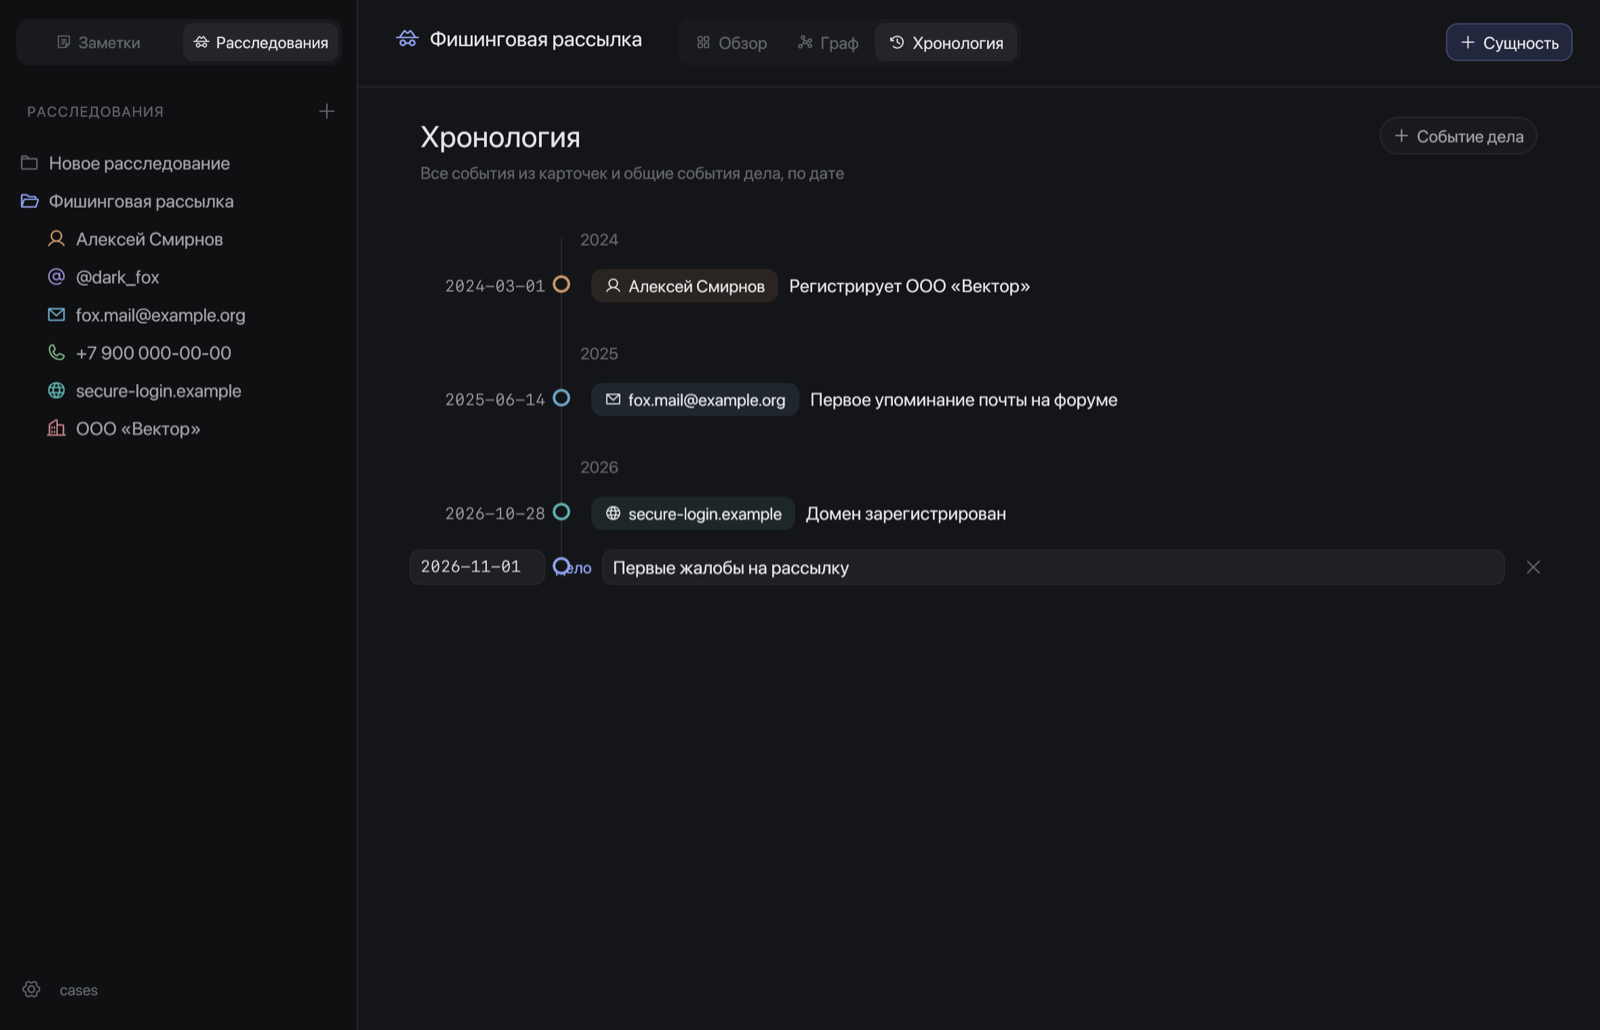 Заметки
Расследования
Фишинговая рассылка
Обзор
Граф
Хронология
Сущность
РАССЛЕДОВАНИЯ
Новое расследование
Фишинговая рассылка
Алексей Смирнов
@dark_fox
fox.mail@example.org
+7 900 000-00-00
secure-login.example
ООО «Вектор»
cases
Хронология
Событие дела
Все события из карточек и общие события дела, по дате
2024
2024-03-01 Алексей Смирнов Регистрирует ООО «Вектор»
2025
2025-06-14 fox.mail@example.org Первое упоминание почты на форуме
2026
2026-10-28 secure-login.example Домен зарегистрирован
2026-11-01 Дело Первые жалобы на рассылку